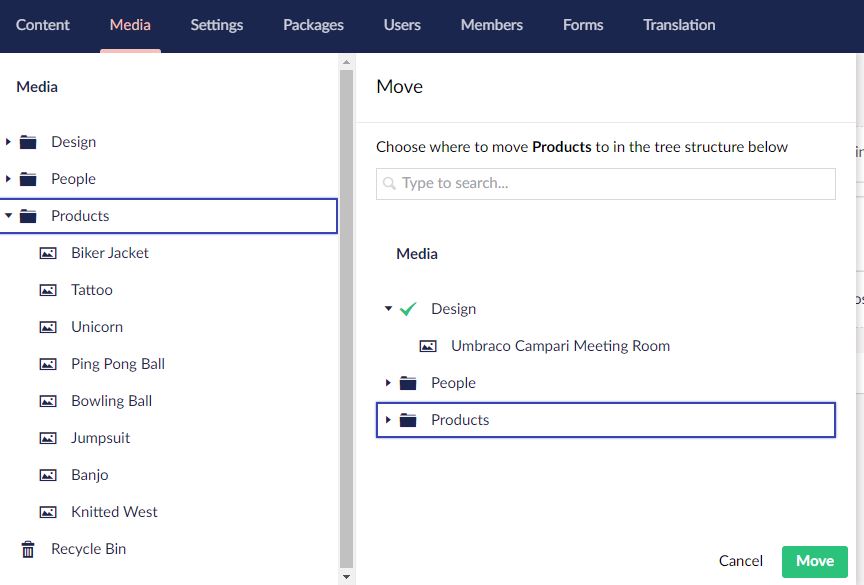 Content Media Settings Packages Users Members Forms Translation
Media
Design
People
Products
Biker Jacket
Tattoo
Unicorn
Ping Pong Ball
Bowling Ball
Jumpsuit
Banjo
Knitted West
Recycle Bin
Move
Choose where to move Products to in the tree structure below
Type to search...
Media
Design
Umbraco Campari Meeting Room
People
Products
Cancel Move